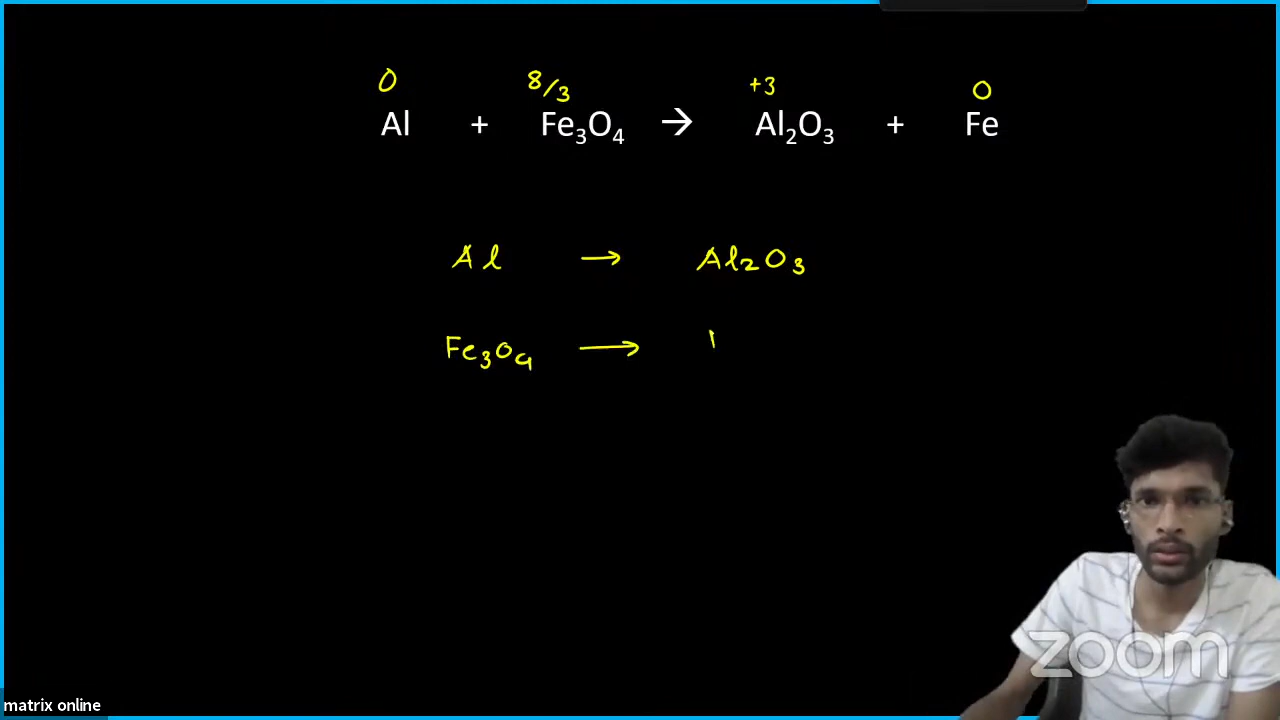 0 8/3 +3 0
Al + Fe₃O₄ → Al₂O₃ + Fe
Al → Al₂O₃
Fe₃O₄ →
zoom
matrix online